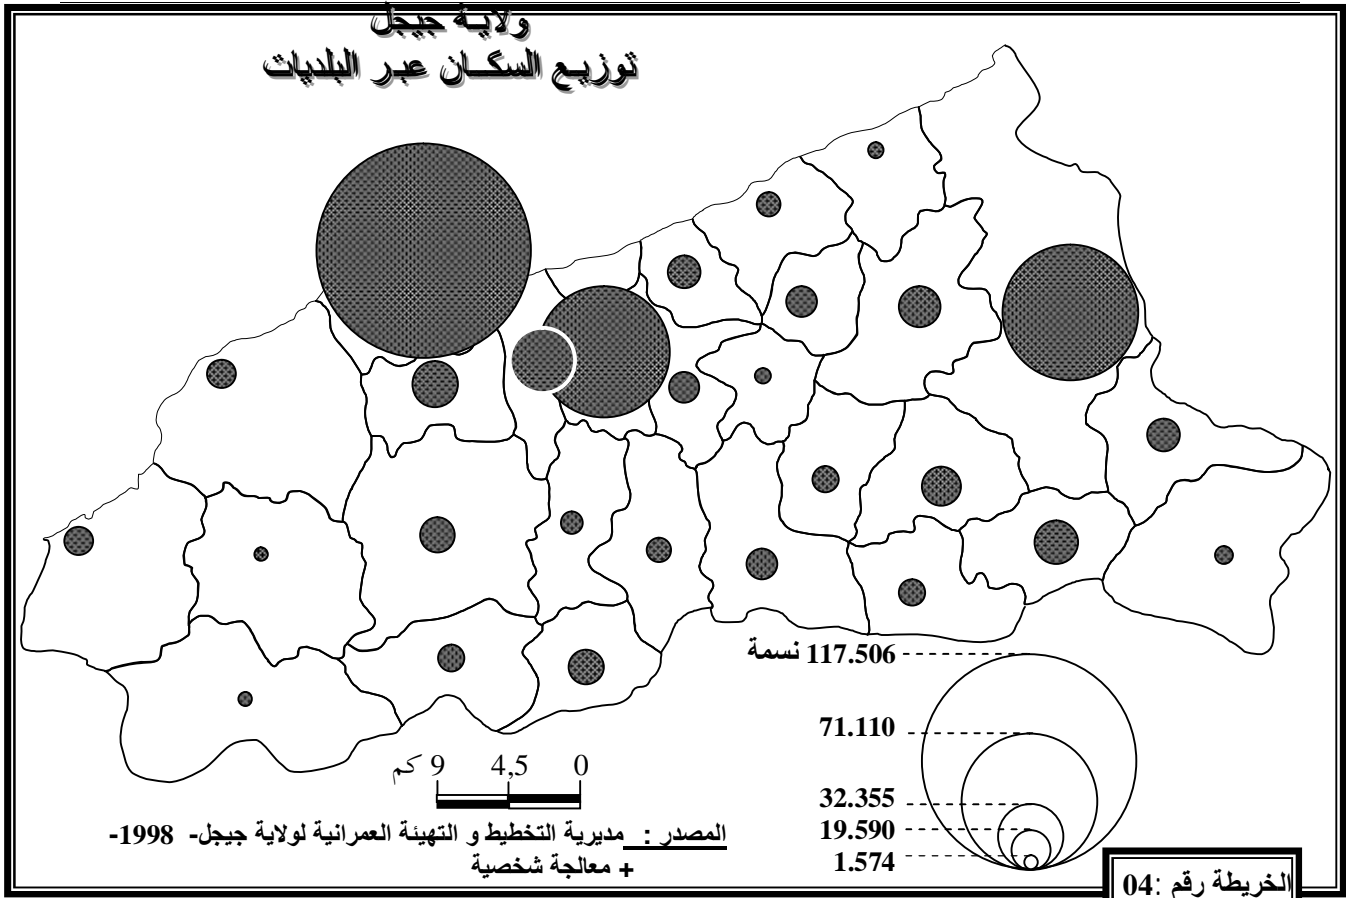 ولاية جيجل
توزيع السكان عبر البلديات
117.506 نسمة
71.110
32.355
19.590
1.574
0 4,5 9 كم
المصدر : مديرية التخطيط و التهيئة العمرانية لولاية جيجل- 1998-
+ معالجة شخصية
الخريطة رقم :04